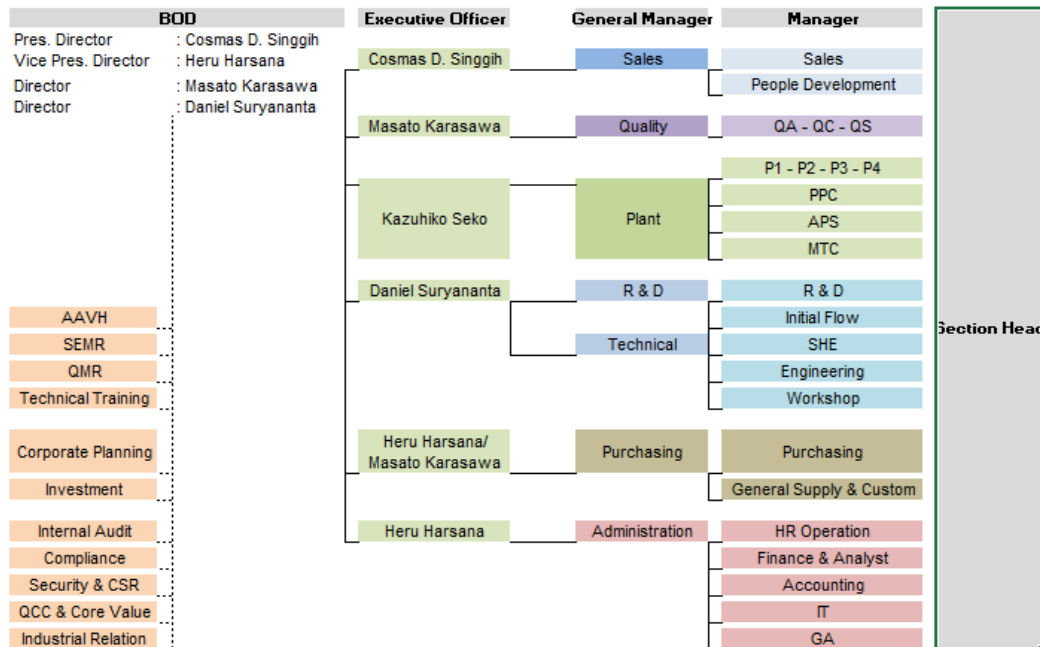 BOD
Executive Officer
General Manager
Manager
Pres. Director : Cosmas D. Singgih
Vice Pres. Director : Heru Harsana
Director : Masato Karasawa
Director : Daniel Suryananta
Cosmas D. Singgih
Sales
Sales
People Development
Masato Karasawa
Quality
QA - QC - QS
Kazuhiko Seko
Plant
P1 - P2 - P3 - P4
PPC
APS
MTC
Daniel Suryananta
R & D
R & D
Initial Flow
Technical
SHE
Engineering
Workshop
AAVH
SEMR
QMR
Technical Training
Section Head
Corporate Planning
Heru Harsana/
Masato Karasawa
Purchasing
Purchasing
Investment
General Supply & Custom
Internal Audit
Heru Harsana
Administration
HR Operation
Compliance
Finance & Analyst
Security & CSR
Accounting
QCC & Core Value
IT
Industrial Relation
GA